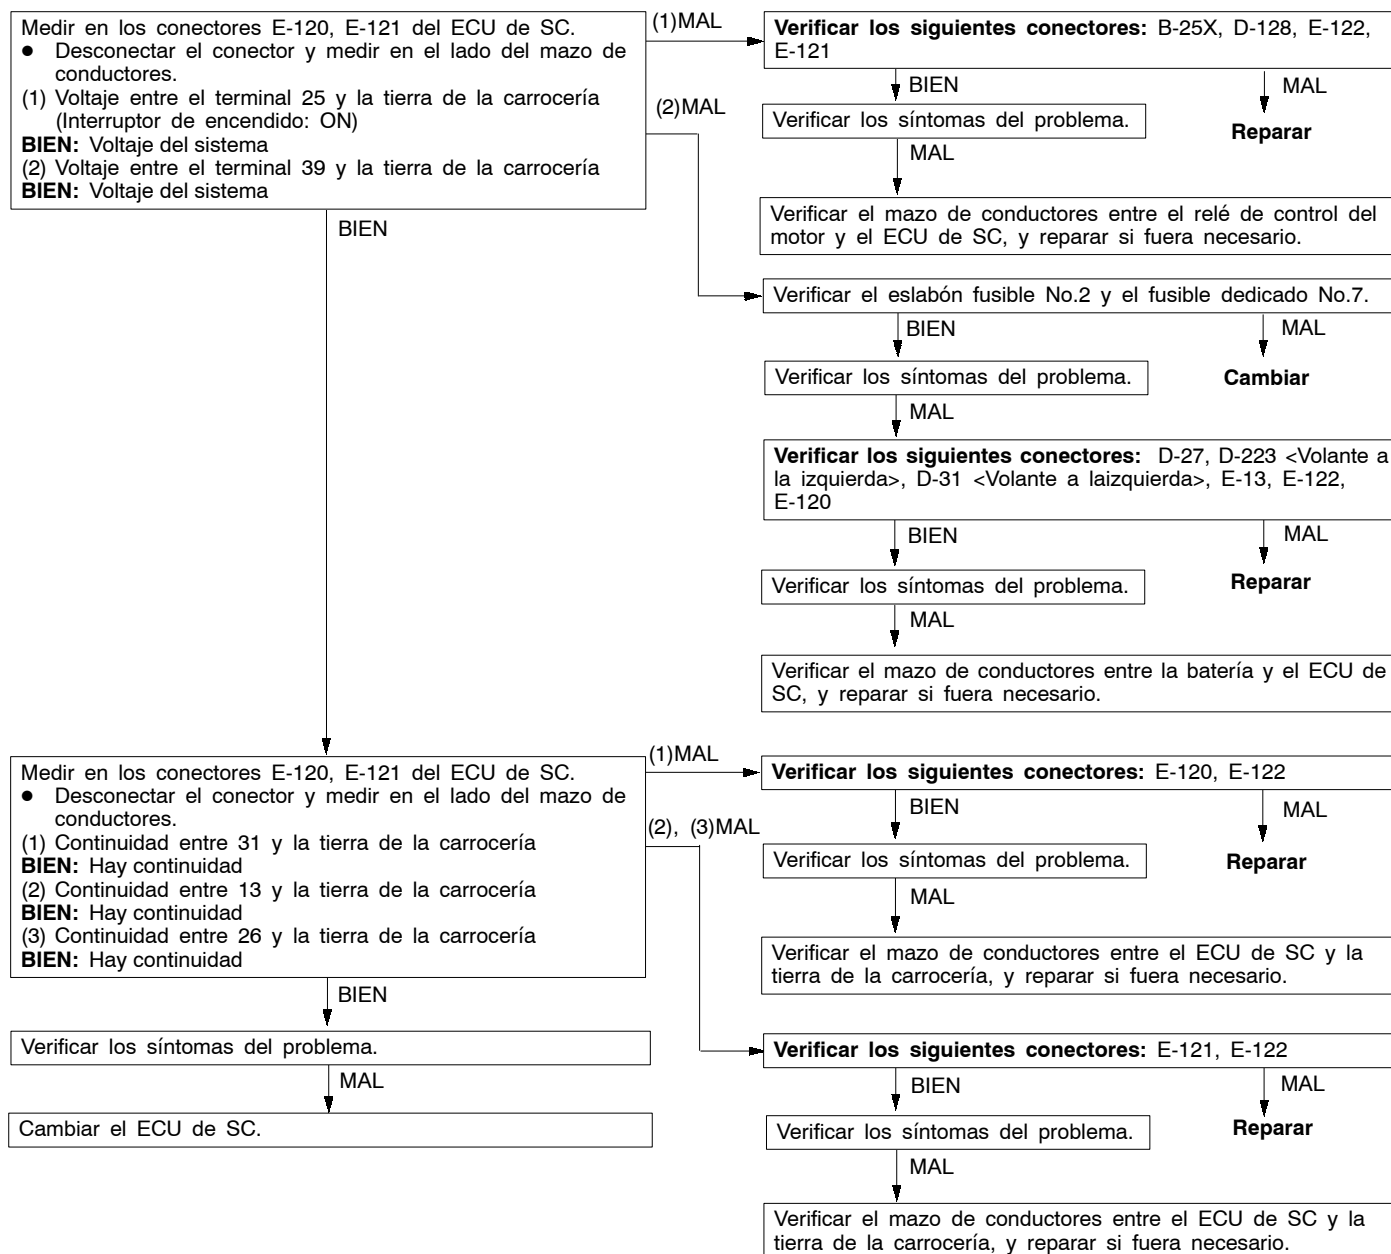 Medir en los conectores E-120, E-121 del ECU de SC.
● Desconectar el conector y medir en el lado del mazo de
conductores.
(1) Voltaje entre el terminal 25 y la tierra de la carrocería
(Interruptor de encendido: ON)
BIEN: Voltaje del sistema
(2) Voltaje entre el terminal 39 y la tierra de la carrocería
BIEN: Voltaje del sistema
(1)MAL
Verificar los siguientes conectores: B-25X, D-128, E-122,
E-121
BIEN
MAL
(2)MAL
Verificar los síntomas del problema.
Reparar
MAL
Verificar el mazo de conductores entre el relé de control del
motor y el ECU de SC, y reparar si fuera necesario.
BIEN
Verificar el eslabón fusible No.2 y el fusible dedicado No.7.
BIEN
MAL
Verificar los síntomas del problema.
Cambiar
MAL
Verificar los siguientes conectores: D-27, D-223 <Volante a
la izquierda>, D-31 <Volante a laizquierda>, E-13, E-122,
E-120
BIEN
MAL
Verificar los síntomas del problema.
Reparar
MAL
Verificar el mazo de conductores entre la batería y el ECU de
SC, y reparar si fuera necesario.
Medir en los conectores E-120, E-121 del ECU de SC.
● Desconectar el conector y medir en el lado del mazo de
conductores.
(1) Continuidad entre 31 y la tierra de la carrocería
BIEN: Hay continuidad
(2) Continuidad entre 13 y la tierra de la carrocería
BIEN: Hay continuidad
(3) Continuidad entre 26 y la tierra de la carrocería
BIEN: Hay continuidad
(1)MAL
Verificar los siguientes conectores: E-120, E-122
BIEN
MAL
(2), (3)MAL
Verificar los síntomas del problema.
Reparar
MAL
Verificar el mazo de conductores entre el ECU de SC y la
tierra de la carrocería, y reparar si fuera necesario.
BIEN
Verificar los síntomas del problema.
MAL
Cambiar el ECU de SC.
Verificar los siguientes conectores: E-121, E-122
BIEN
MAL
Verificar los síntomas del problema.
Reparar
MAL
Verificar el mazo de conductores entre el ECU de SC y la
tierra de la carrocería, y reparar si fuera necesario.